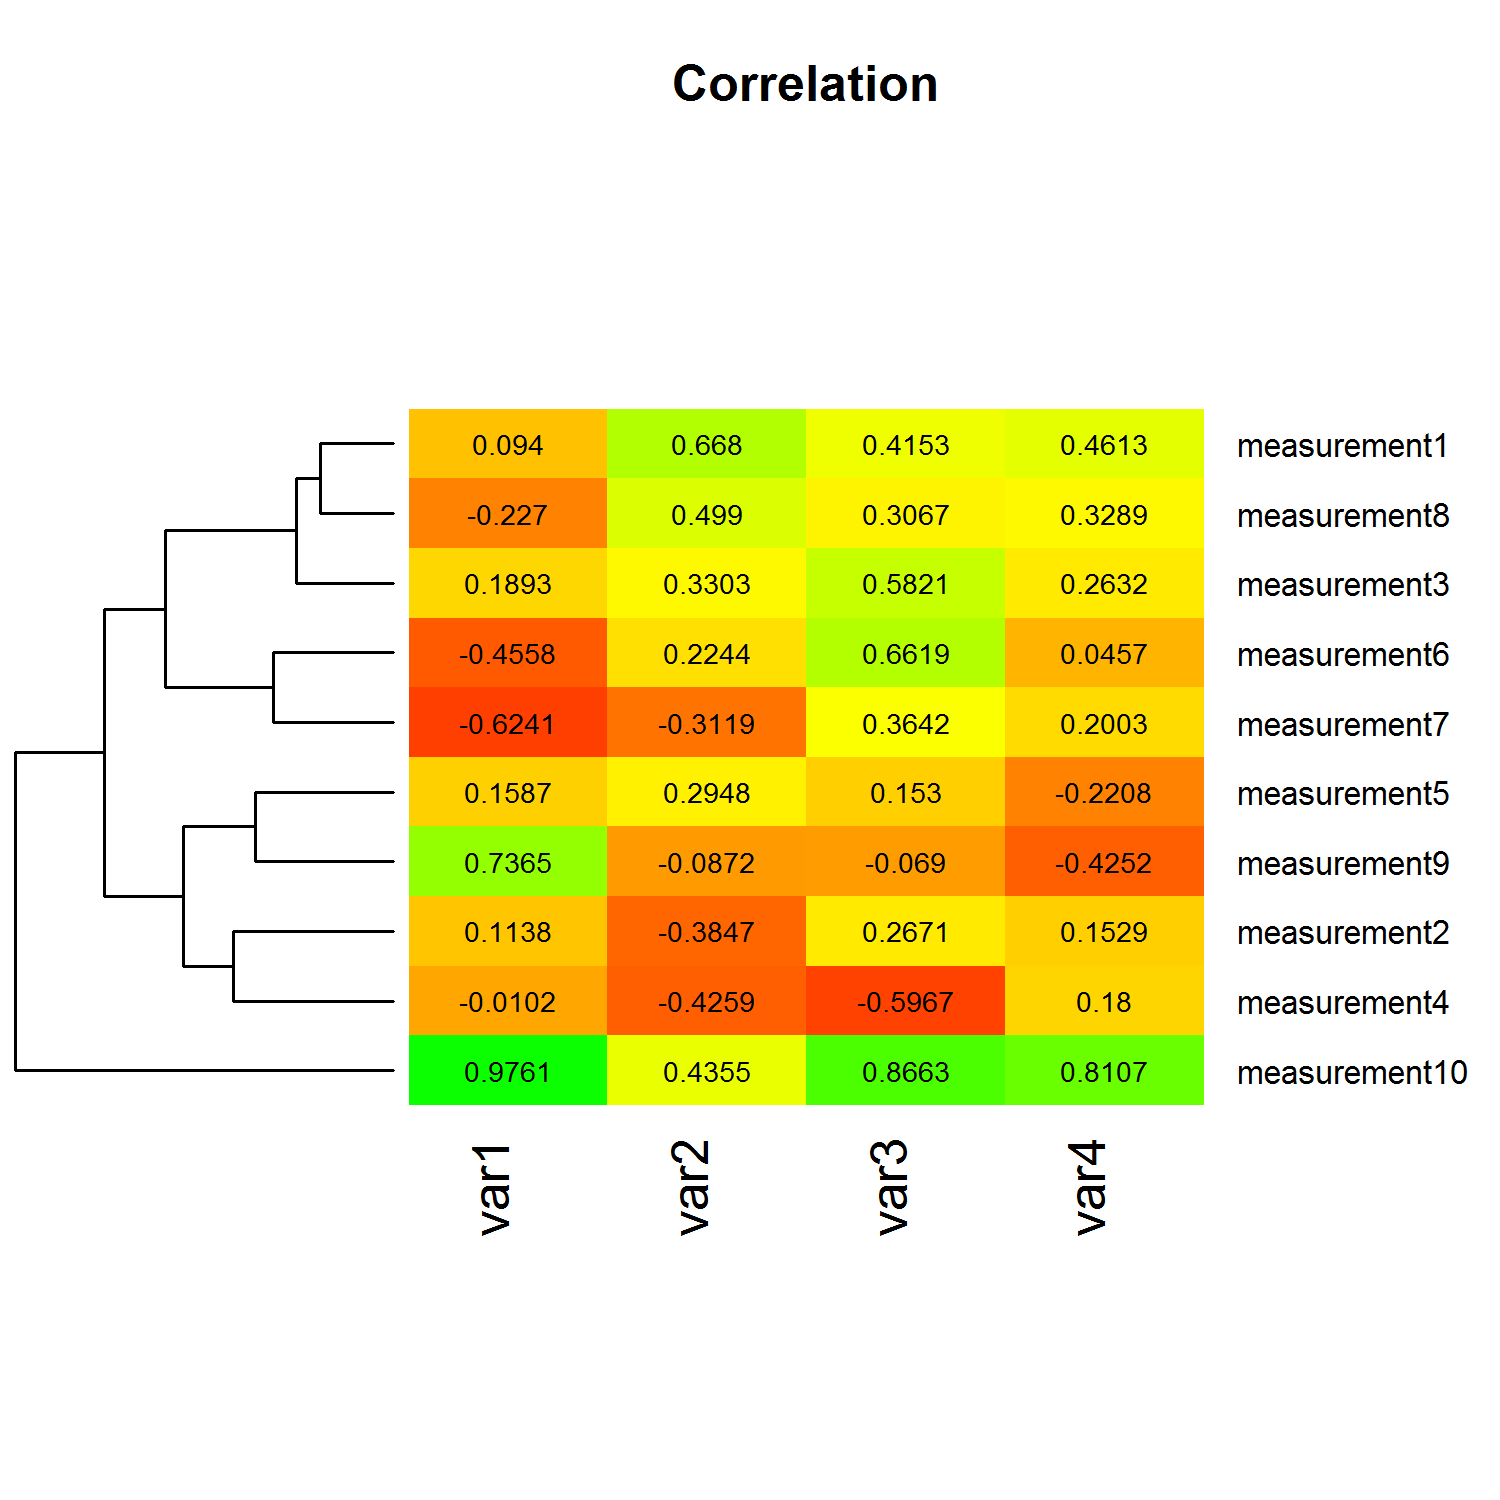 Correlation
0.094 0.668 0.4153 0.4613 measurement1
-0.227 0.499 0.3067 0.3289 measurement8
0.1893 0.3303 0.5821 0.2632 measurement3
-0.4558 0.2244 0.6619 0.0457 measurement6
-0.6241 -0.3119 0.3642 0.2003 measurement7
0.1587 0.2948 0.153 -0.2208 measurement5
0.7365 -0.0872 -0.069 -0.4252 measurement9
0.1138 -0.3847 0.2671 0.1529 measurement2
-0.0102 -0.4259 -0.5967 0.18 measurement4
0.9761 0.4355 0.8663 0.8107 measurement10
var1 var2 var3 var4